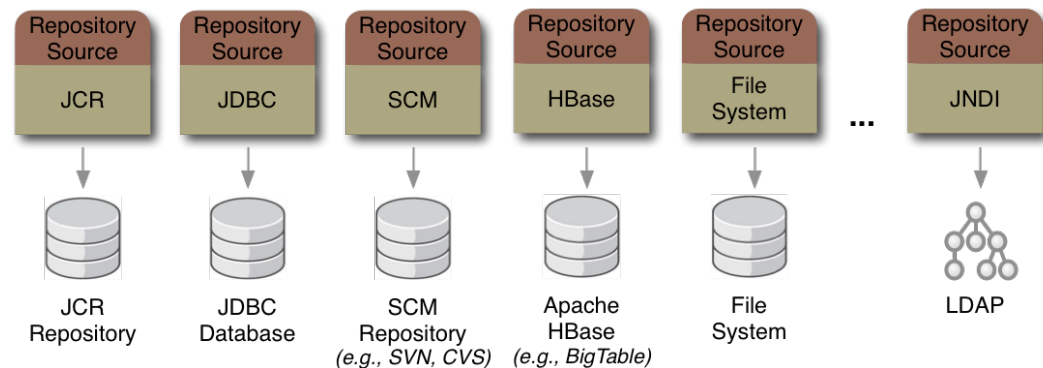 Repository
Source
JCR
Repository
Source
JDBC
Repository
Source
SCM
Repository
Source
HBase
Repository
Source
File
System
...
Repository
Source
JNDI
JCR
Repository
JDBC
Database
SCM
Repository
(e.g., SVN, CVS)
Apache
HBase
(e.g., BigTable)
File
System
LDAP